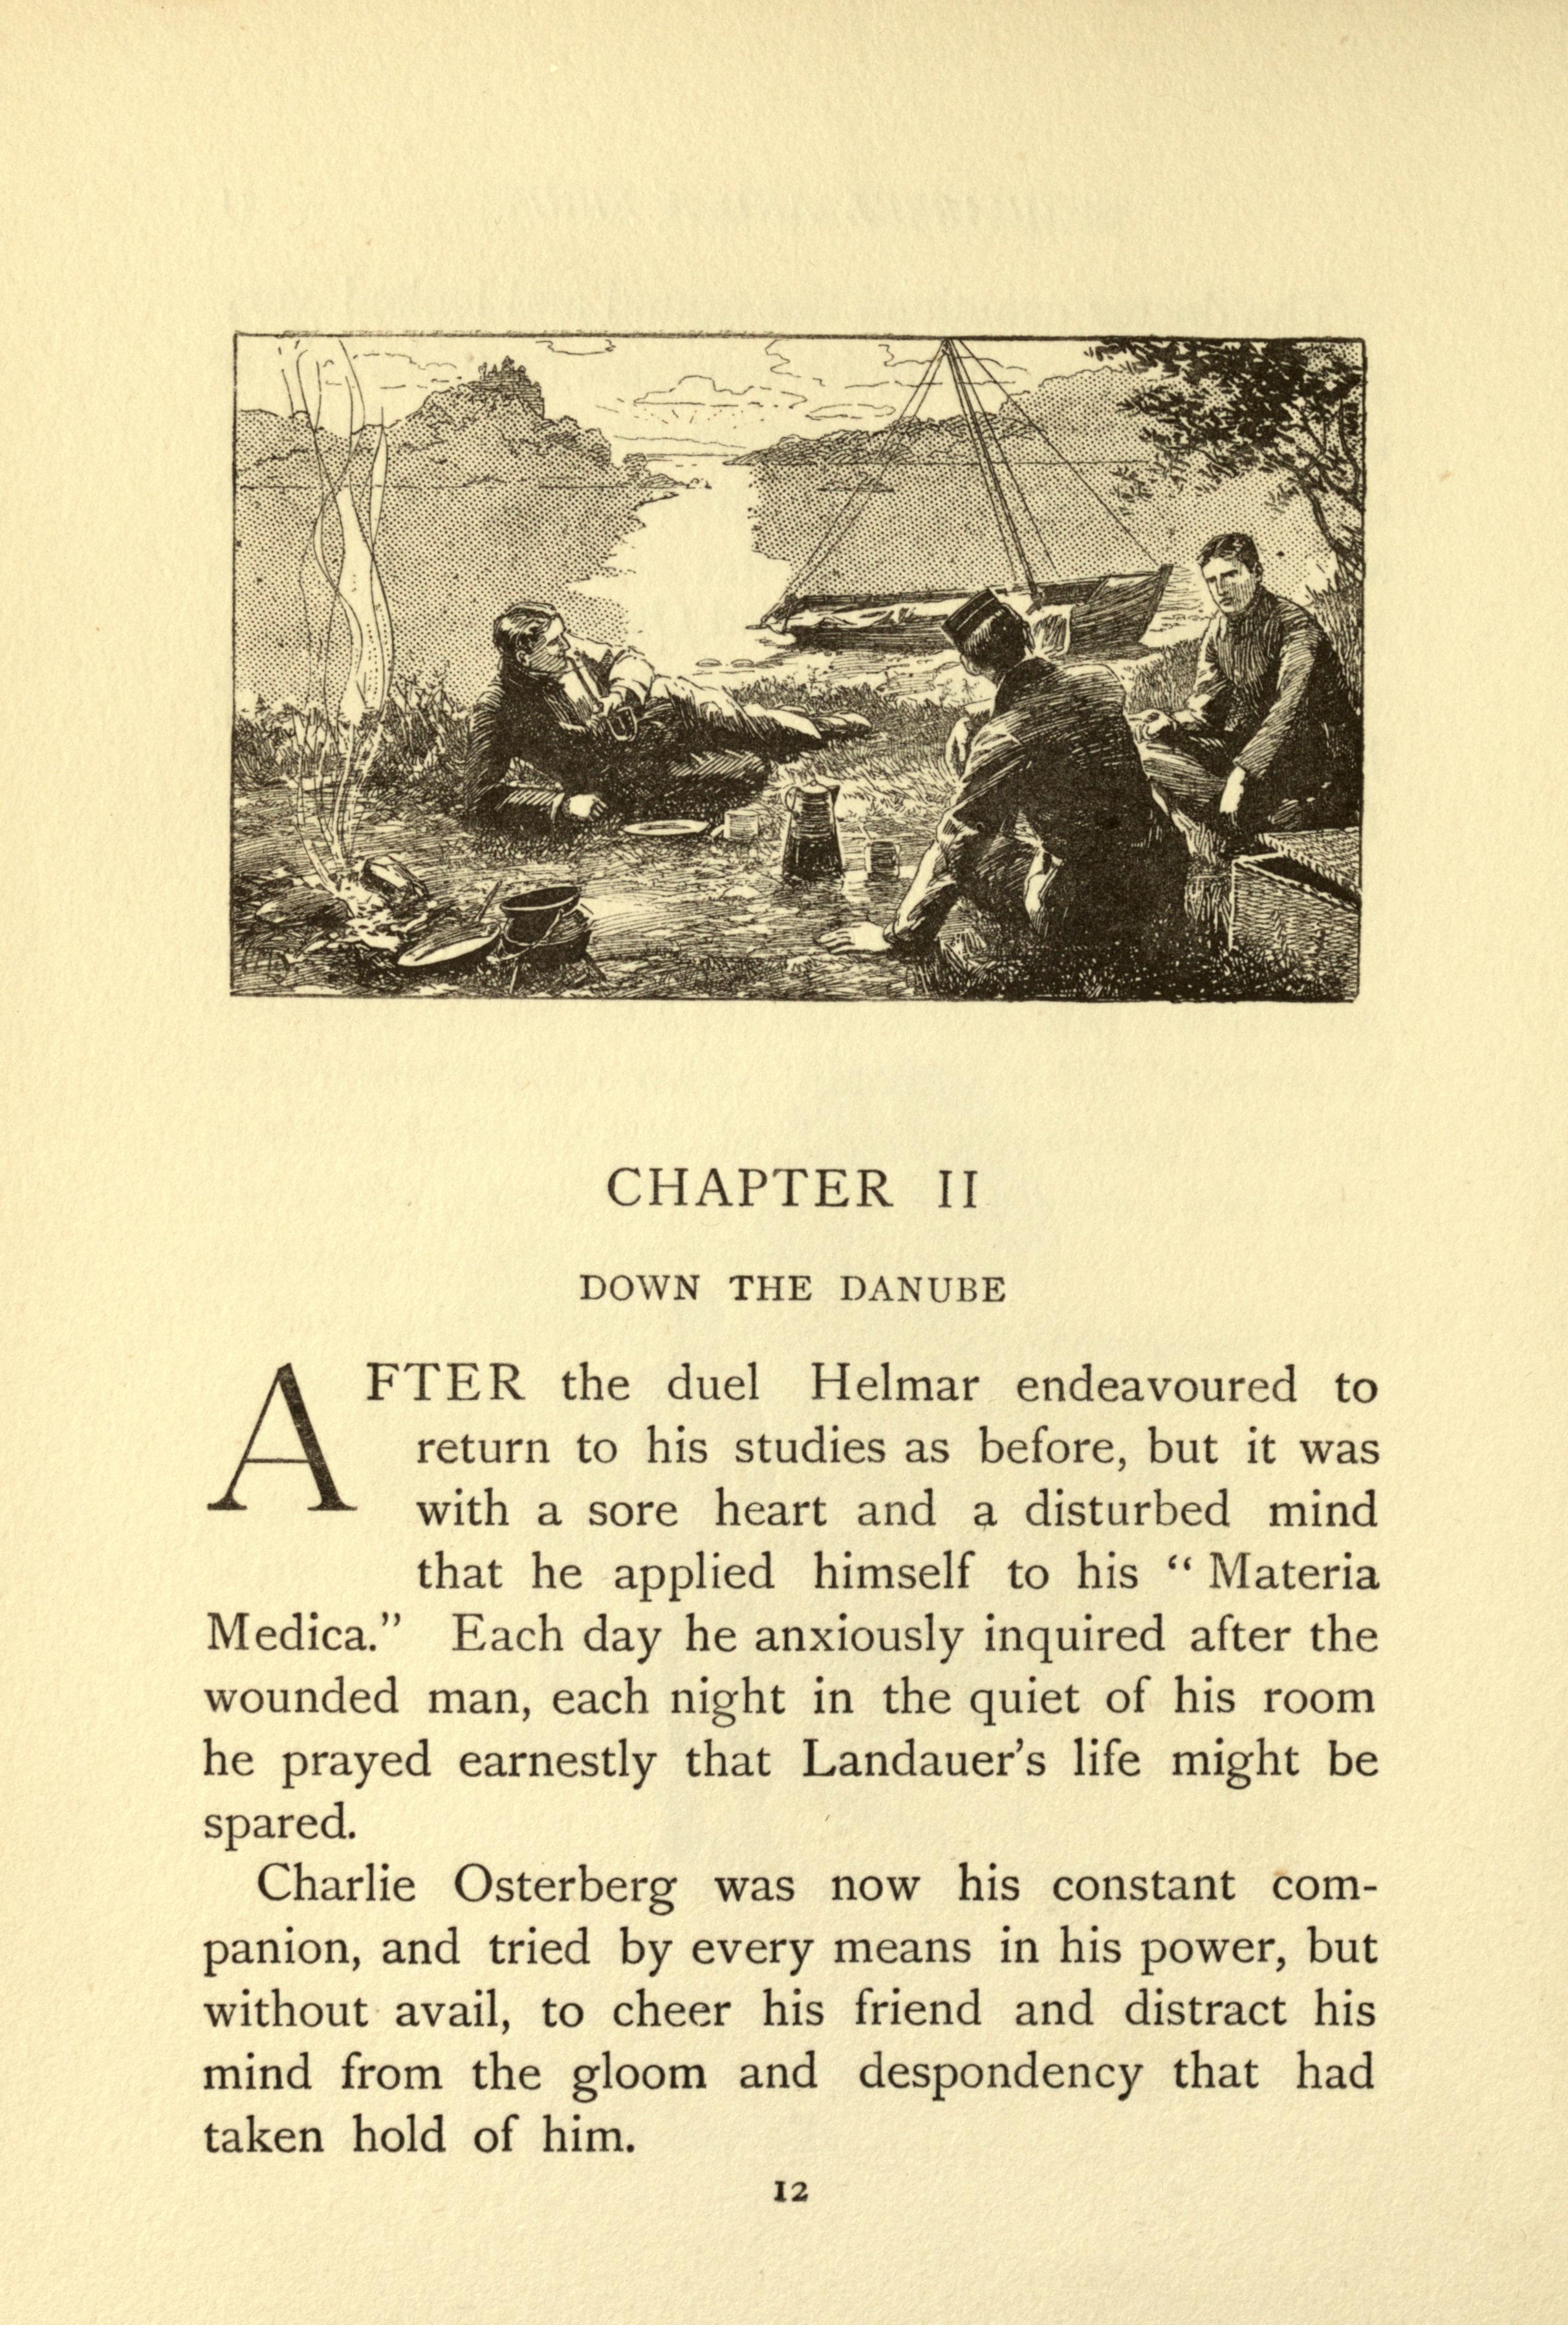 CHAPTER II
DOWN THE DANUBE
AFTER the duel Helmar endeavoured to
return to his studies as before, but it was
with a sore heart and a disturbed mind
that he applied himself to his “ Materia
Medica.” Each day he anxiously inquired after the
wounded man, each night in the quiet of his room
he prayed earnestly that Landauer’s life might be
spared.
Charlie Osterberg was now his constant com-
panion, and tried by every means in his power, but
without avail, to cheer his friend and distract his
mind from the gloom and despondency that had
taken hold of him.
12